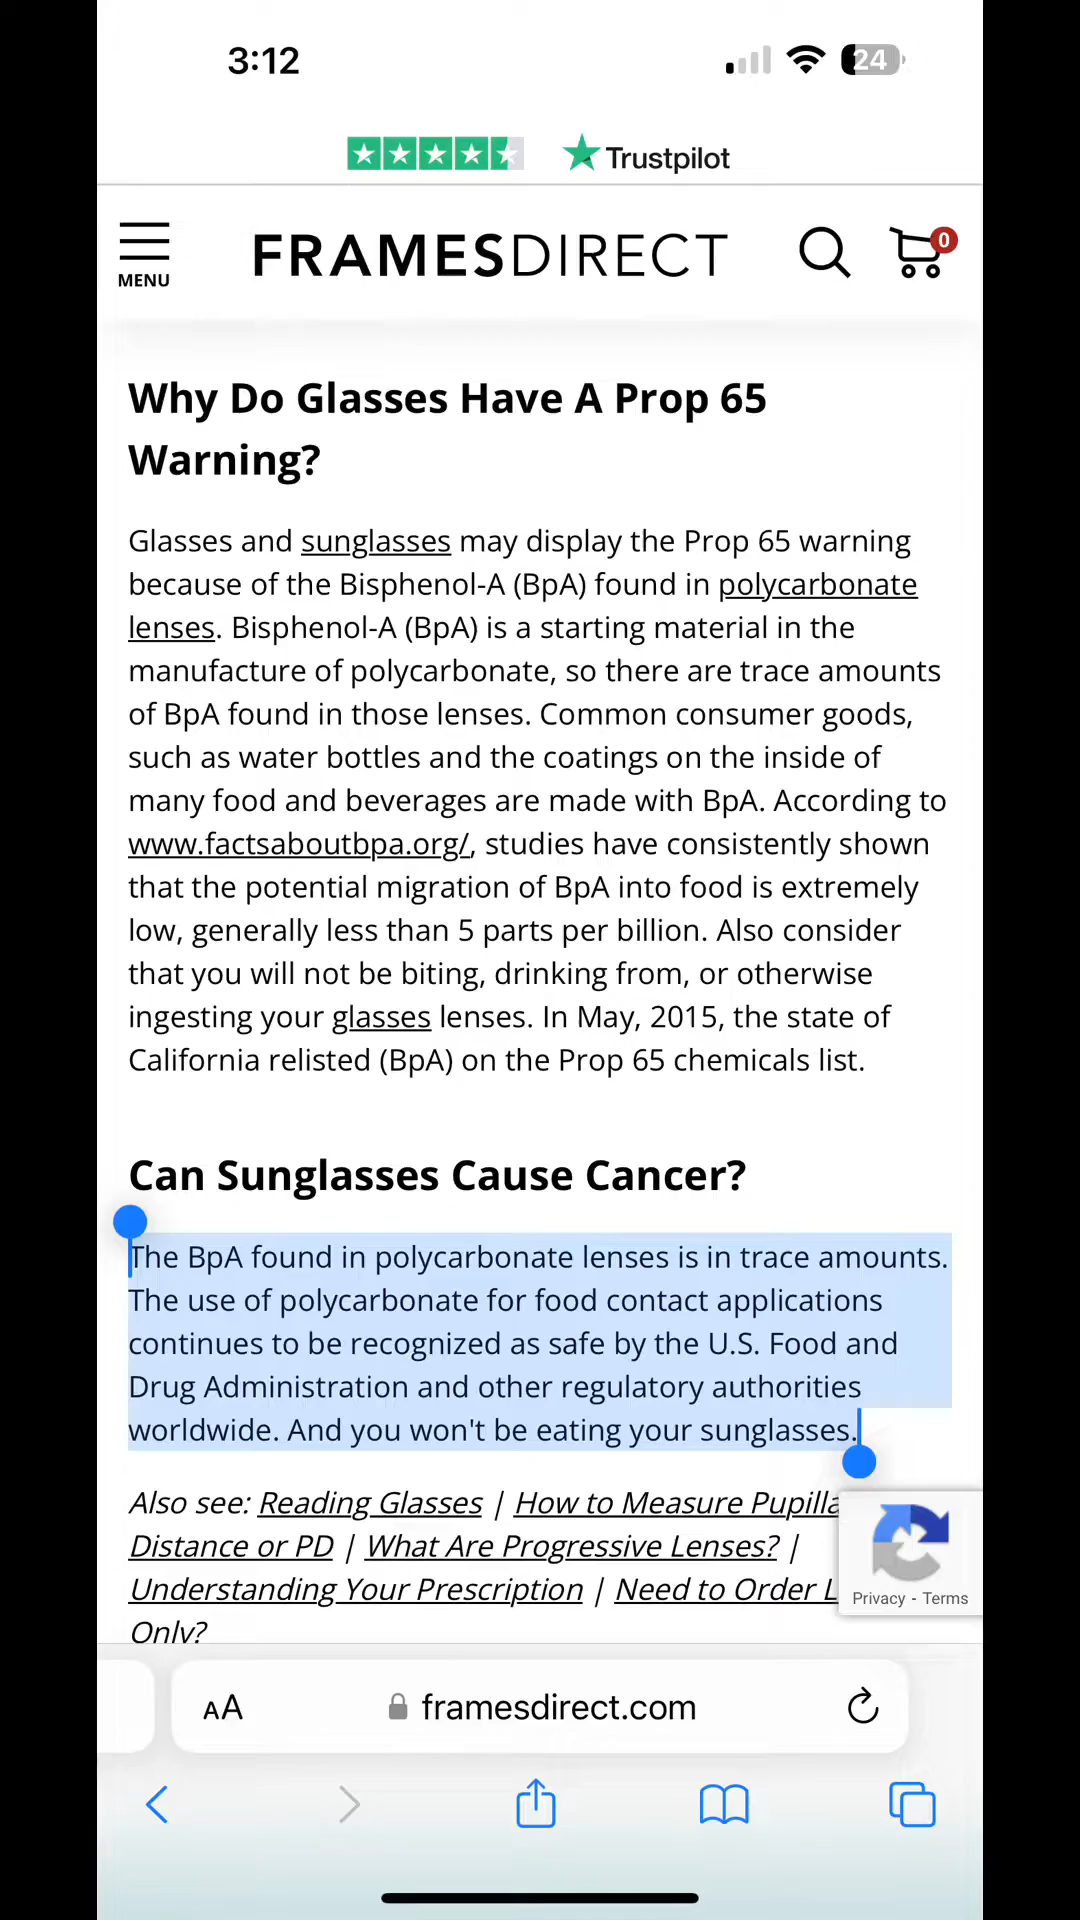 3:12
24
Trustpilot
FRAMESDIRECT
0
MENU
Why Do Glasses Have A Prop 65
Warning?
Glasses and sunglasses may display the Prop 65 warning
because of the Bisphenol-A (BpA) found in polycarbonate
lenses. Bisphenol-A (BpA) is a starting material in the
manufacture of polycarbonate, so there are trace amounts
of BpA found in those lenses. Common consumer goods,
such as water bottles and the coatings on the inside of
many food and beverages are made with BpA. According to
www.factsaboutbpa.org/, studies have consistently shown
that the potential migration of BpA into food is extremely
low, generally less than 5 parts per billion. Also consider
that you will not be biting, drinking from, or otherwise
ingesting your glasses lenses. In May, 2015, the state of
California relisted (BpA) on the Prop 65 chemicals list.
Can Sunglasses Cause Cancer?
The BpA found in polycarbonate lenses is in trace amounts.
The use of polycarbonate for food contact applications
continues to be recognized as safe by the U.S. Food and
Drug Administration and other regulatory authorities
worldwide. And you won't be eating your sunglasses.
Also see: Reading Glasses | How to Measure Pupilla
Distance or PD | What Are Progressive Lenses? |
Understanding Your Prescription | Need to Order L
Only?
Privacy - Terms
AA
framesdirect.com